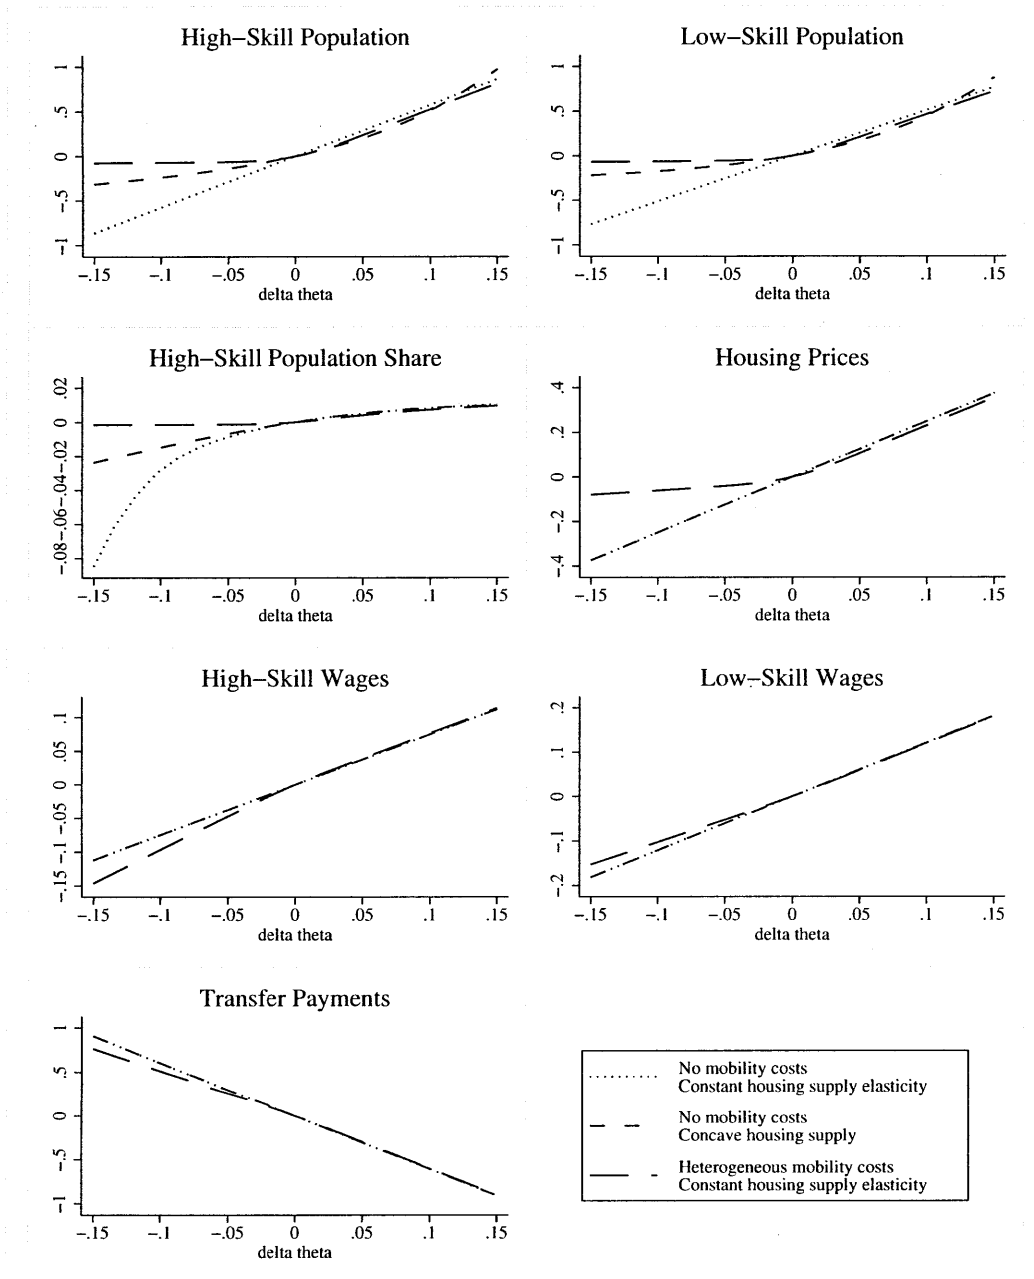 High−Skill Population
1
.5
0
−.5
−1
−.15 −.1 −.05 0 .05 .1 .15
delta theta
Low−Skill Population
1
.5
0
−.5
−1
−.15 −.1 −.05 0 .05 .1 .15
delta theta
High−Skill Population Share
.02
0
−.02
−.04
−.06
−.08
−.15 −.1 −.05 0 .05 .1 .15
delta theta
Housing Prices
.4
.2
0
−.2
−.4
−.15 −.1 −.05 0 .05 .1 .15
delta theta
High−Skill Wages
.1
.05
0
−.05
−.1
−.15
−.15 −.1 −.05 0 .05 .1 .15
delta theta
Low−Skill Wages
.2
.1
0
−.1
−.2
−.15 −.1 −.05 0 .05 .1 .15
delta theta
Transfer Payments
1
.5
0
−.5
−1
−.15 −.1 −.05 0 .05 .1 .15
delta theta
No mobility costs
Constant housing supply elasticity
No mobility costs
Concave housing supply
Heterogeneous mobility costs
Constant housing supply elasticity